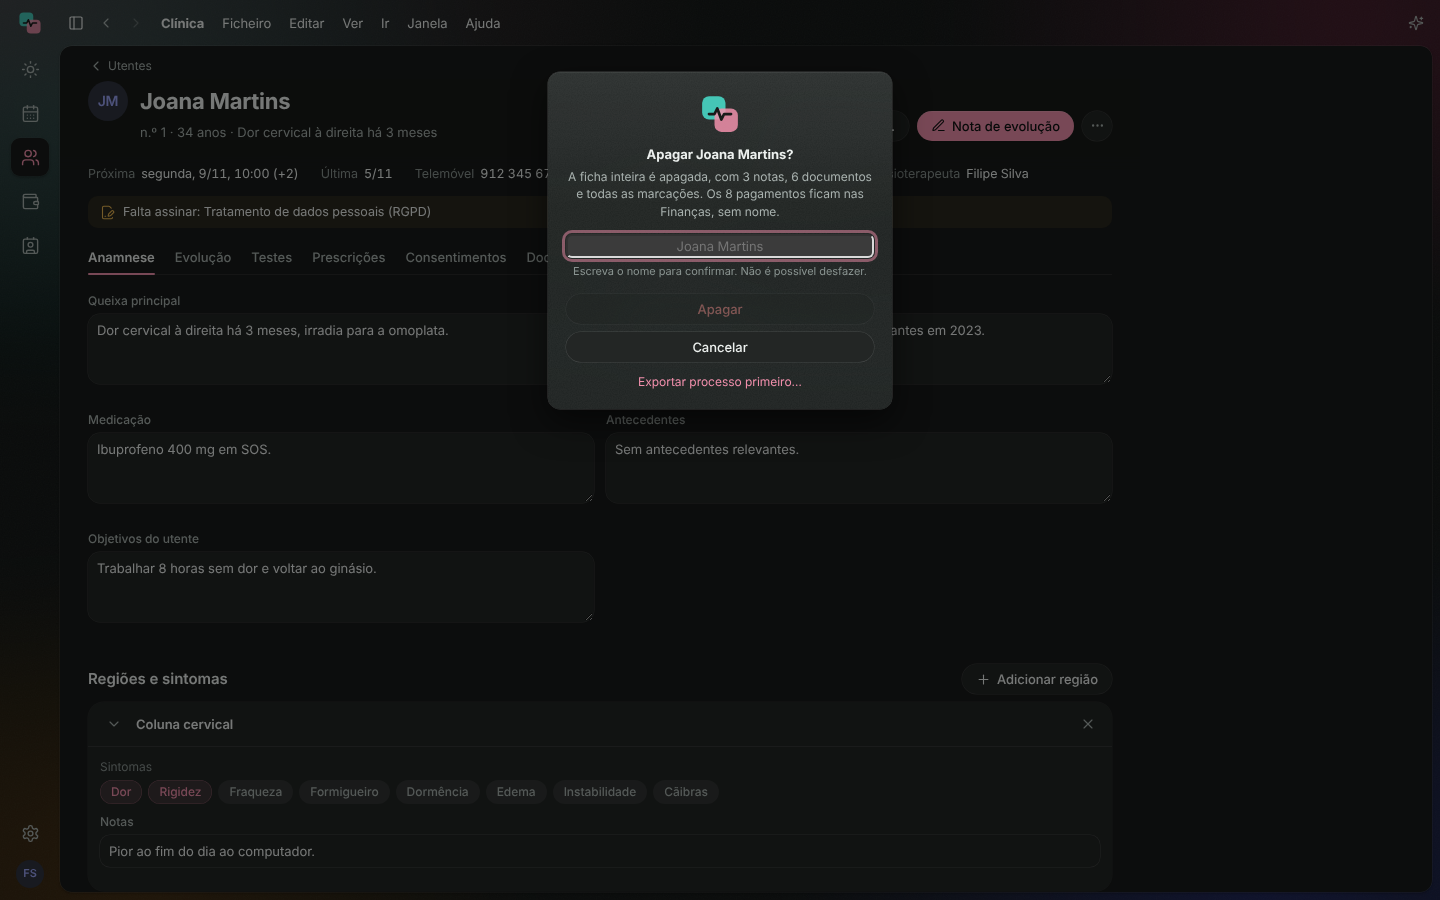 Clínica Ficheiro Editar Ver Ir Janela Ajuda
Utentes
JM
Joana Martins
n.º 1 · 34 anos · Dor cervical à direita há 3 meses
Nota de evolução
Próxima segunda, 9/11, 10:00 (+2) Última 5/11 Telemóvel 912 345 67
Filipe Silva
Falta assinar: Tratamento de dados pessoais (RGPD)
Anamnese Evolução Testes Prescrições Consentimentos
Apagar Joana Martins?
A ficha inteira é apagada, com 3 notas, 6 documentos
e todas as marcações. Os 8 pagamentos ficam nas
Finanças, sem nome.
Joana Martins
Escreva o nome para confirmar. Não é possível desfazer.
Apagar
Cancelar
Exportar processo primeiro...
Queixa principal
Dor cervical à direita há 3 meses, irradia para a omoplata.
antes em 2023.
Medicação
Ibuprofeno 400 mg em SOS.
Antecedentes
Sem antecedentes relevantes.
Objetivos do utente
Trabalhar 8 horas sem dor e voltar ao ginásio.
Regiões e sintomas
Adicionar região
Coluna cervical
Sintomas
Dor Rigidez Fraqueza Formigueiro Dormência Edema Instabilidade Cãibras
Notas
Pior ao fim do dia ao computador.
FS